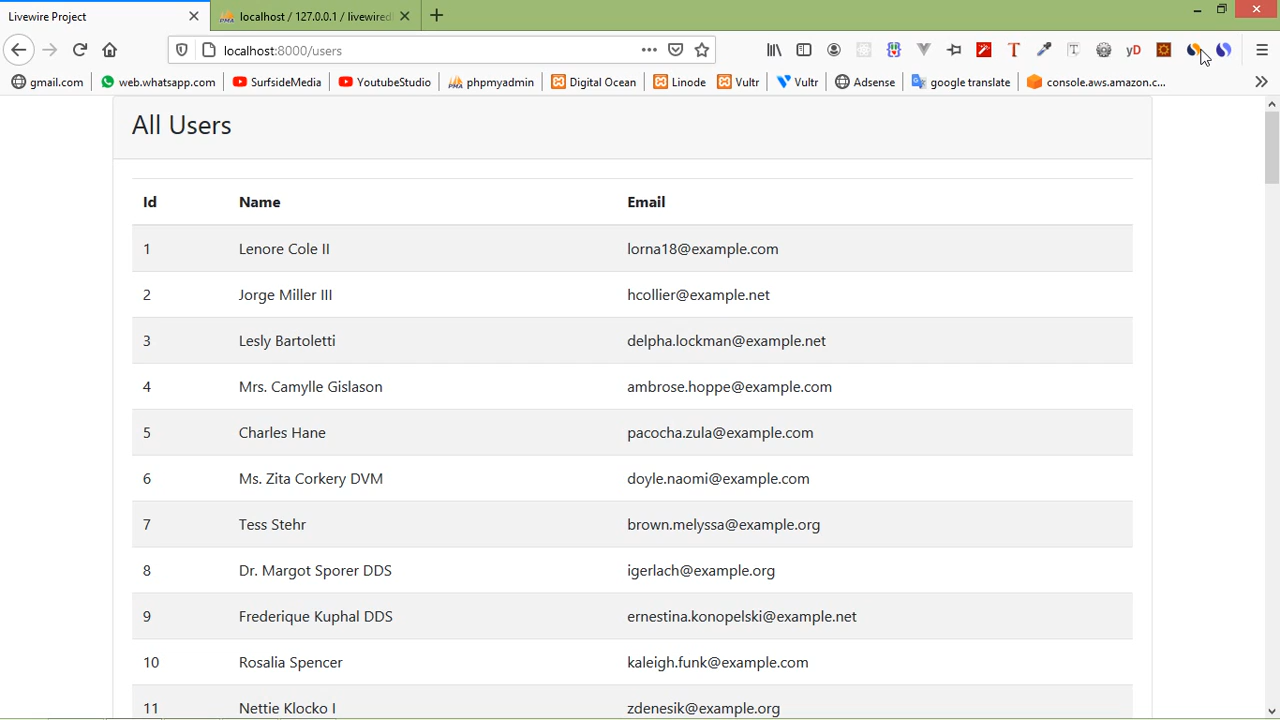 Livewire Project
localhost / 127.0.0.1 / livewired
localhost:8000/users
gmail.com web.whatsapp.com SurfsideMedia YoutubeStudio phpmyadmin Digital Ocean Linode Vultr Vultr Adsense google translate console.aws.amazon.c...
All Users
Id Name Email
1 Lenore Cole II lorna18@example.com
2 Jorge Miller III hcollier@example.net
3 Lesly Bartoletti delpha.lockman@example.net
4 Mrs. Camylle Gislason ambrose.hoppe@example.com
5 Charles Hane pacocha.zula@example.com
6 Ms. Zita Corkery DVM doyle.naomi@example.com
7 Tess Stehr brown.melyssa@example.org
8 Dr. Margot Sporer DDS igerlach@example.org
9 Frederique Kuphal DDS ernestina.konopelski@example.net
10 Rosalia Spencer kaleigh.funk@example.com
11 Nettie Klocko I zdenesik@example.org